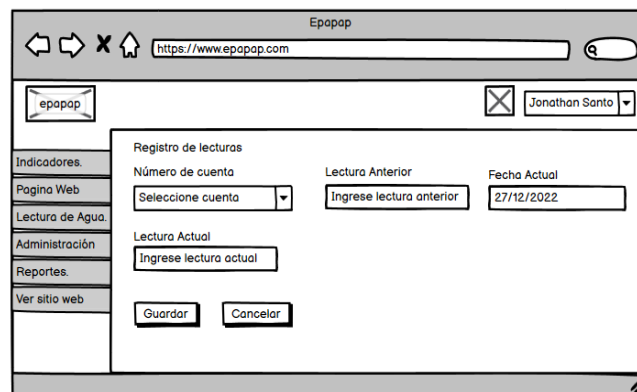 Epapap
https://www.epapap.com
epapap
Jonathan Santo
Indicadores.
Pagina Web
Lectura de Agua.
Administración
Reportes.
Ver sitio web
Registro de lecturas
Número de cuenta
Seleccione cuenta
Lectura Anterior
Ingrese lectura anterior
Fecha Actual
27/12/2022
Lectura Actual
Ingrese lectura actual
Guardar
Cancelar